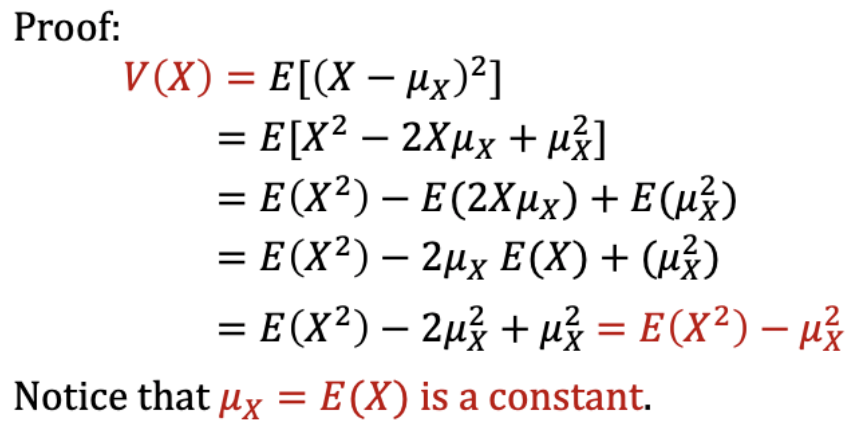 Proof:
V(X) = E[(X − μ_X)²]
= E[X² − 2Xμ_X + μ_X²]
= E(X²) − E(2Xμ_X) + E(μ_X²)
= E(X²) − 2μ_X E(X) + (μ_X²)
= E(X²) − 2μ_X² + μ_X² = E(X²) − μ_X²
Notice that μ_X = E(X) is a constant.